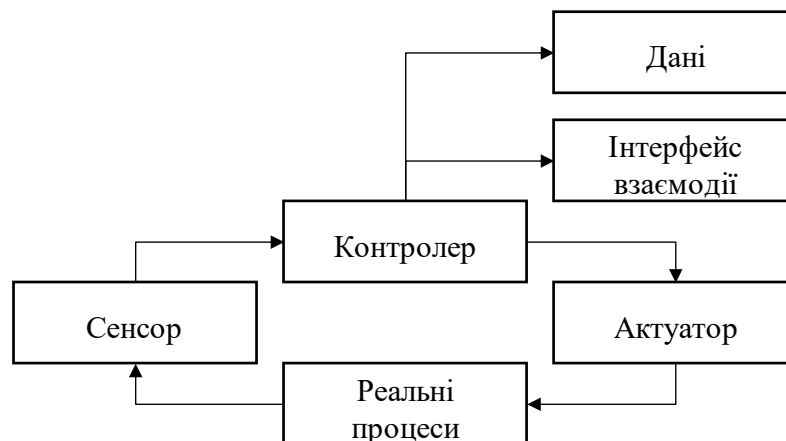 Дані
Інтерфейс
взаємодії
Контролер
Сенсор
Актуатор
Реальні
процеси